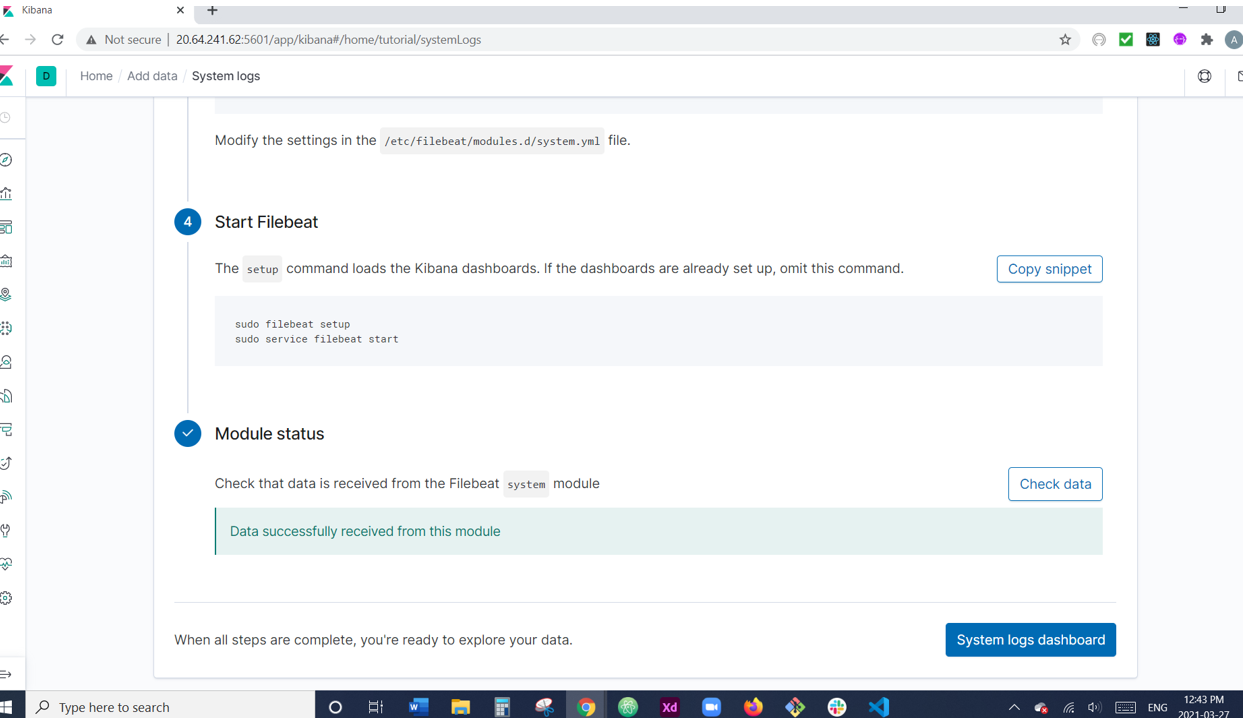 Kibana
Not secure | 20.64.241.62:5601/app/kibana#/home/tutorial/systemLogs
A
D
Home / Add data / System logs
Modify the settings in the /etc/filebeat/modules.d/system.yml file.
4 Start Filebeat
The setup command loads the Kibana dashboards. If the dashboards are already set up, omit this command.
Copy snippet
sudo filebeat setup
sudo service filebeat start
Module status
Check that data is received from the Filebeat system module
Check data
Data successfully received from this module
When all steps are complete, you're ready to explore your data.
System logs dashboard
Type here to search
W
Xd
ENG
12:43 PM
2021-03-27